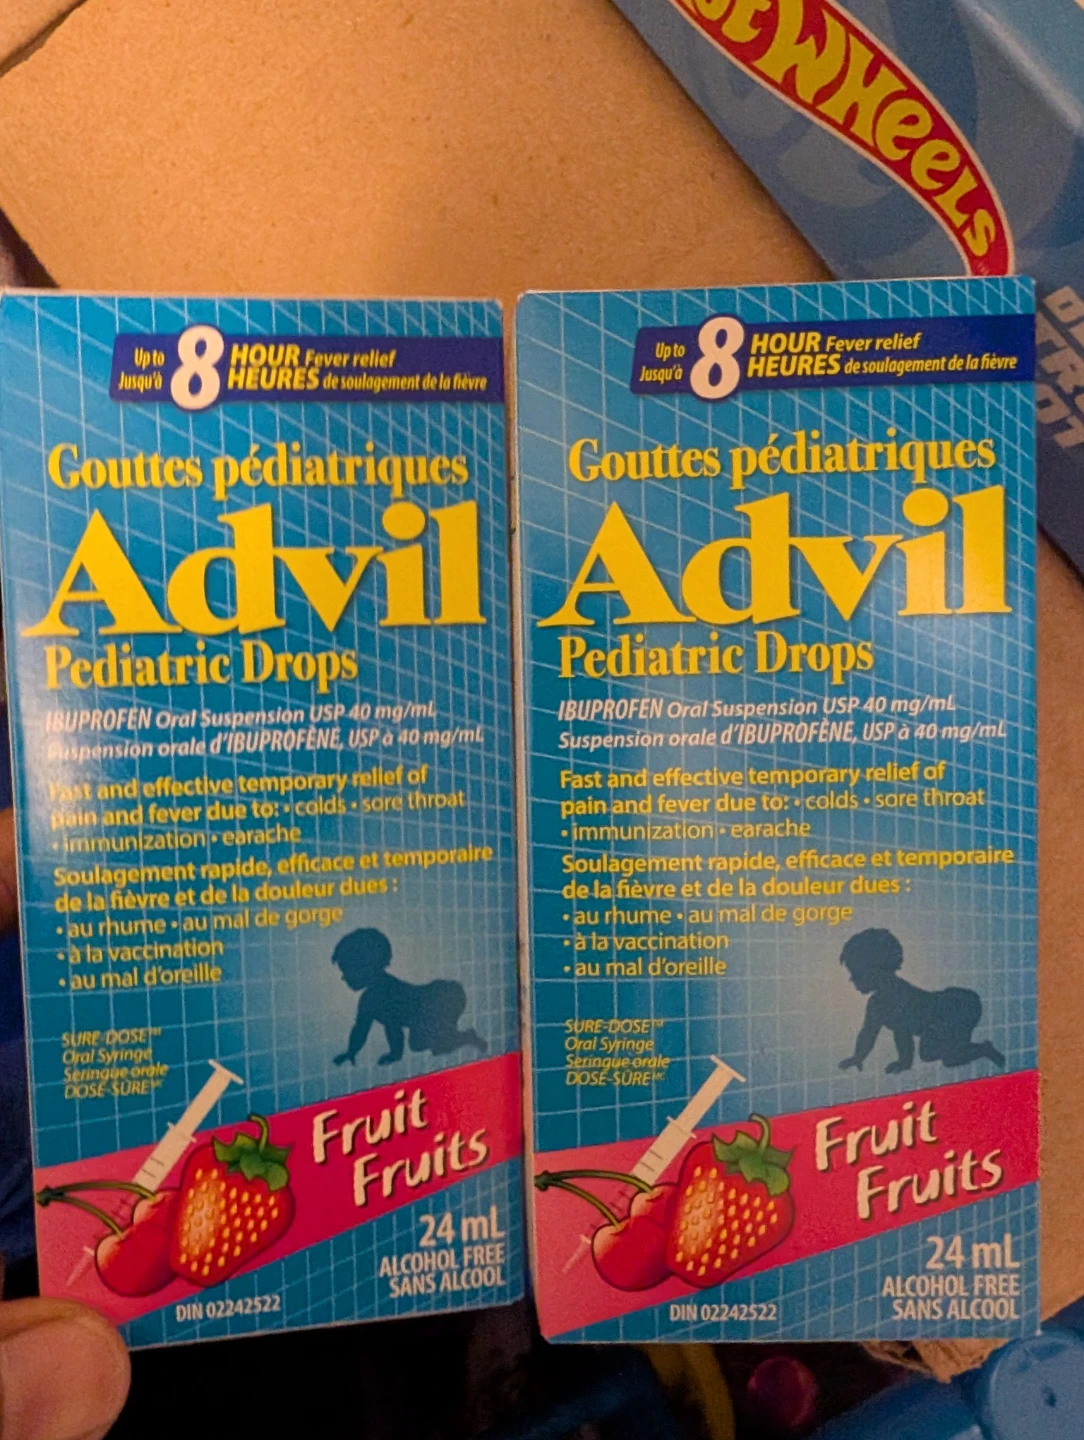 Hot WHeeLs
Up to
Jusqu'à
8
HOUR Fever relief
HEURES de soulagement de la fièvre
Gouttes pédiatriques
Advil
Pediatric Drops
IBUPROFEN Oral Suspension USP 40 mg/mL
Suspension orale d'IBUPROFÈNE, USP à 40 mg/mL
Fast and effective temporary relief of
pain and fever due to: • colds • sore throat
• immunization • earache
Soulagement rapide, efficace et temporaire
de la fièvre et de la douleur dues :
• au rhume • au mal de gorge
• à la vaccination
• au mal d'oreille
SURE-DOSE™
Oral Syringe
Seringue orale
DOSE-SÛRE MC
Fruit
Fruits
24 mL
ALCOHOL FREE
SANS ALCOOL
DIN 02242522
Up to
Jusqu'à
8
HOUR Fever relief
HEURES de soulagement de la fièvre
Gouttes pédiatriques
Advil
Pediatric Drops
IBUPROFEN Oral Suspension USP 40 mg/mL
Suspension orale d'IBUPROFÈNE, USP à 40 mg/mL
Fast and effective temporary relief of
pain and fever due to: • colds • sore throat
• immunization • earache
Soulagement rapide, efficace et temporaire
de la fièvre et de la douleur dues :
• au rhume • au mal de gorge
• à la vaccination
• au mal d'oreille
SURE-DOSE™
Oral Syringe
Seringue orale
DOSE-SÛRE MC
Fruit
Fruits
24 mL
ALCOHOL FREE
SANS ALCOOL
DIN 02242522